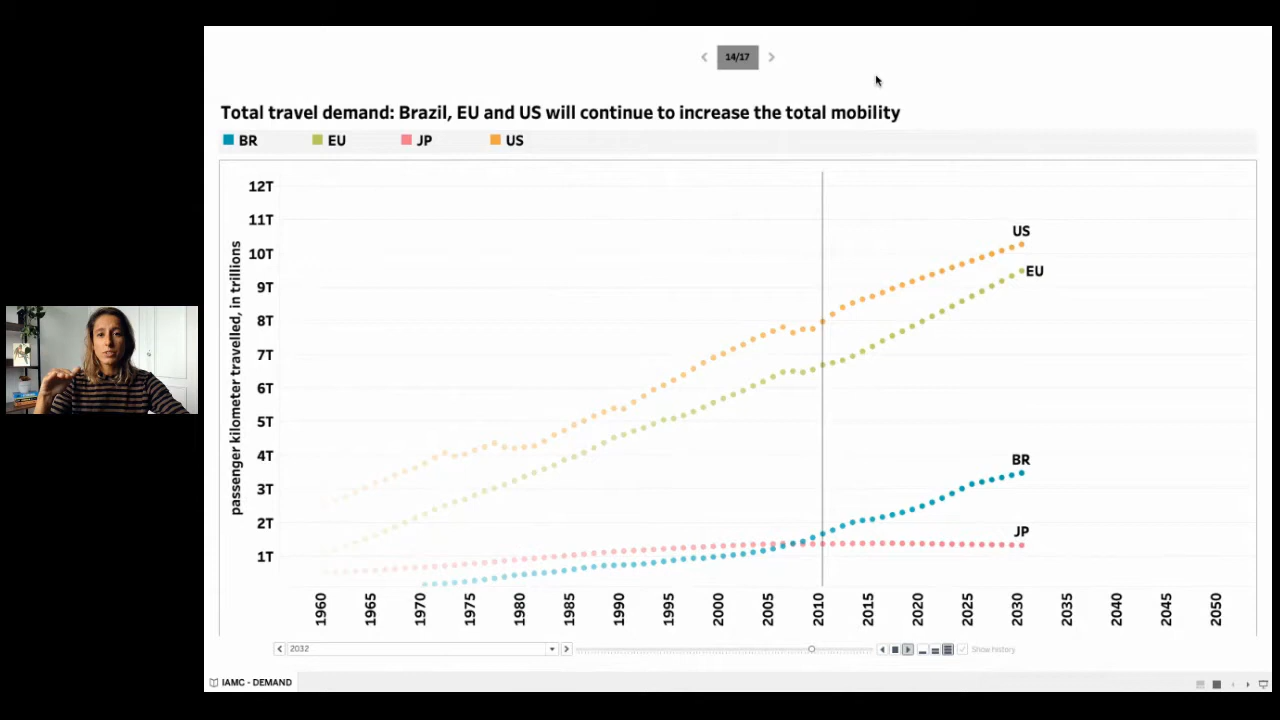 14/17
Total travel demand: Brazil, EU and US will continue to increase the total mobility
BR EU JP US
passenger kilometer travelled, in trillions
12T
11T
10T
9T
8T
7T
6T
5T
4T
3T
2T
1T
US
EU
BR
JP
1960 1965 1970 1975 1980 1985 1990 1995 2000 2005 2010 2015 2020 2025 2030 2035 2040 2045 2050
2032
Show history
IAMC - DEMAND